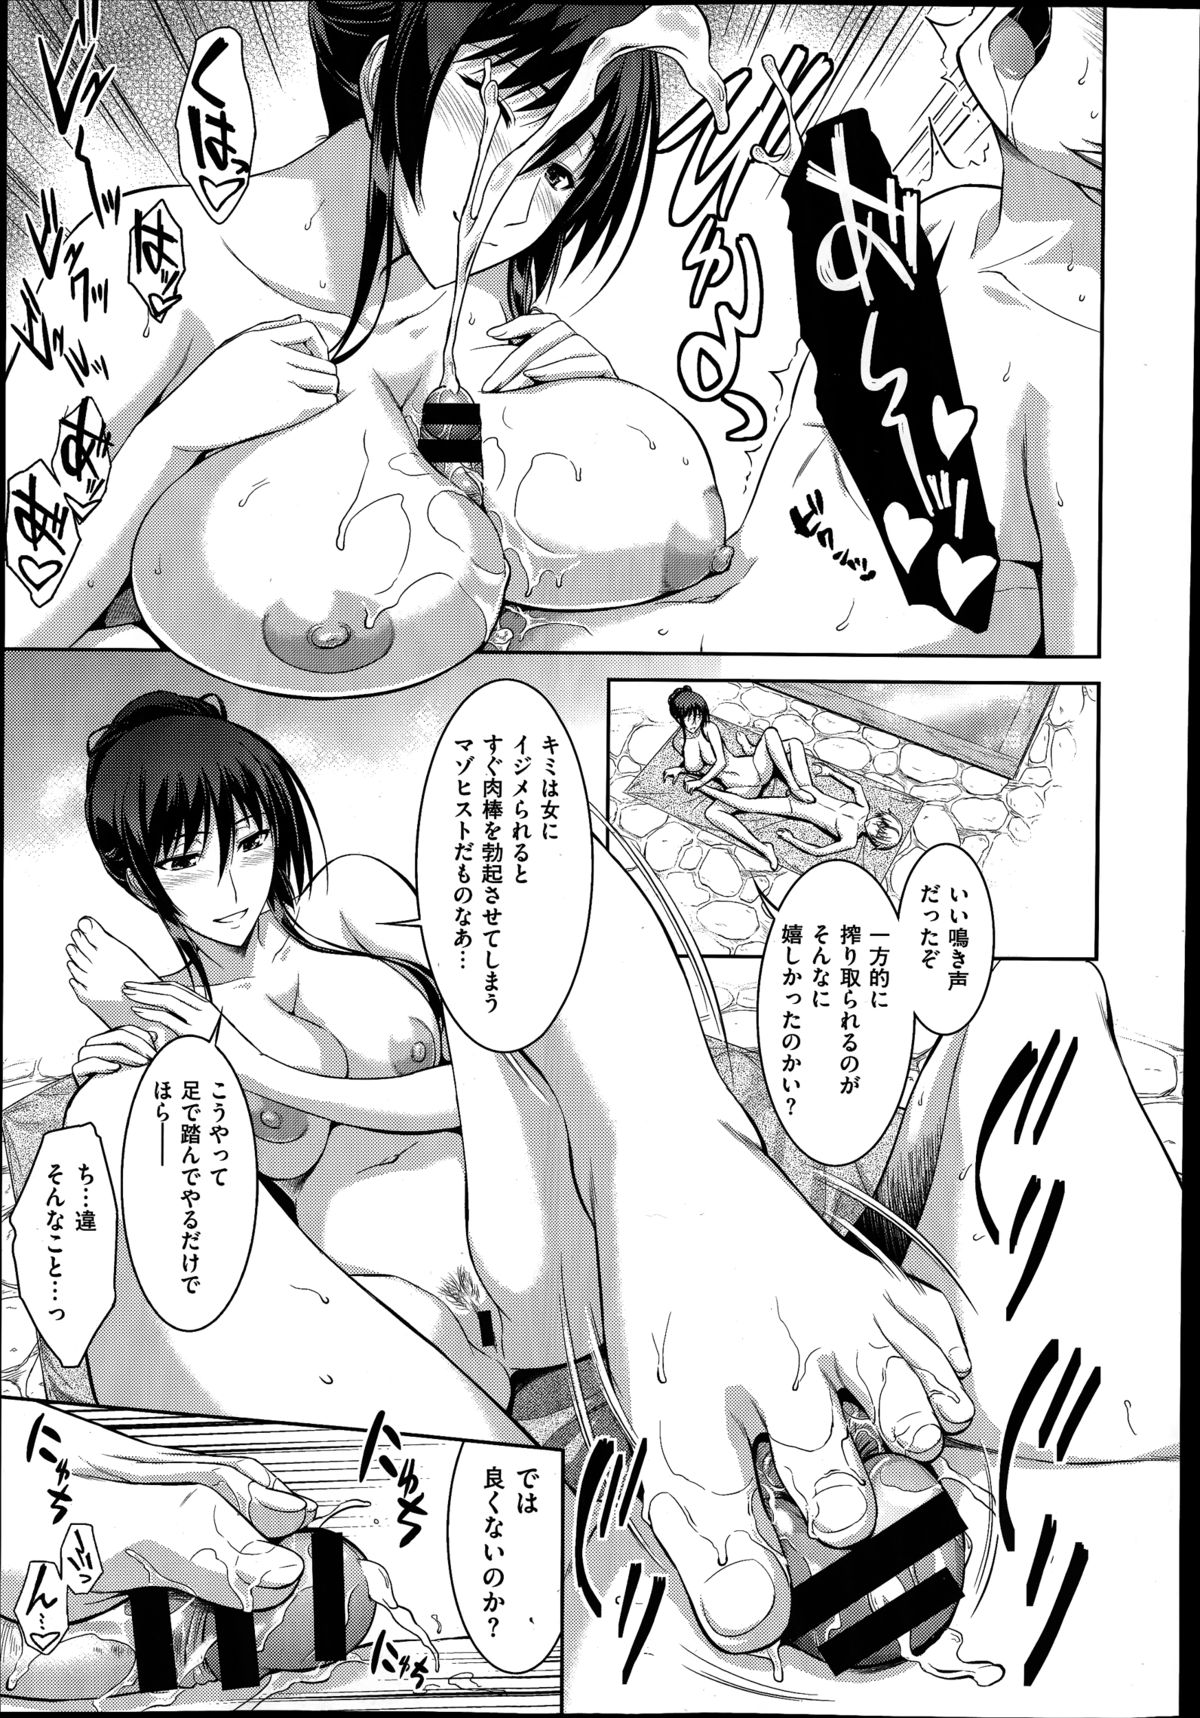 あ〜
びゅ
びゅっ
くぱっ
いい鳴き声
だったぞ
一方的に
搾り取られるのが
そんなに
嬉しかったのかい？
キミは女に
イジメられると
すぐ肉棒を勃起させてしまう
マゾヒストだものなあ…
こうやって
足で踏んでやるだけで
ほら――
ち…違
そんなこと…っ
では
良くないのか？
にゅち
にゅち
にゅち
ん…